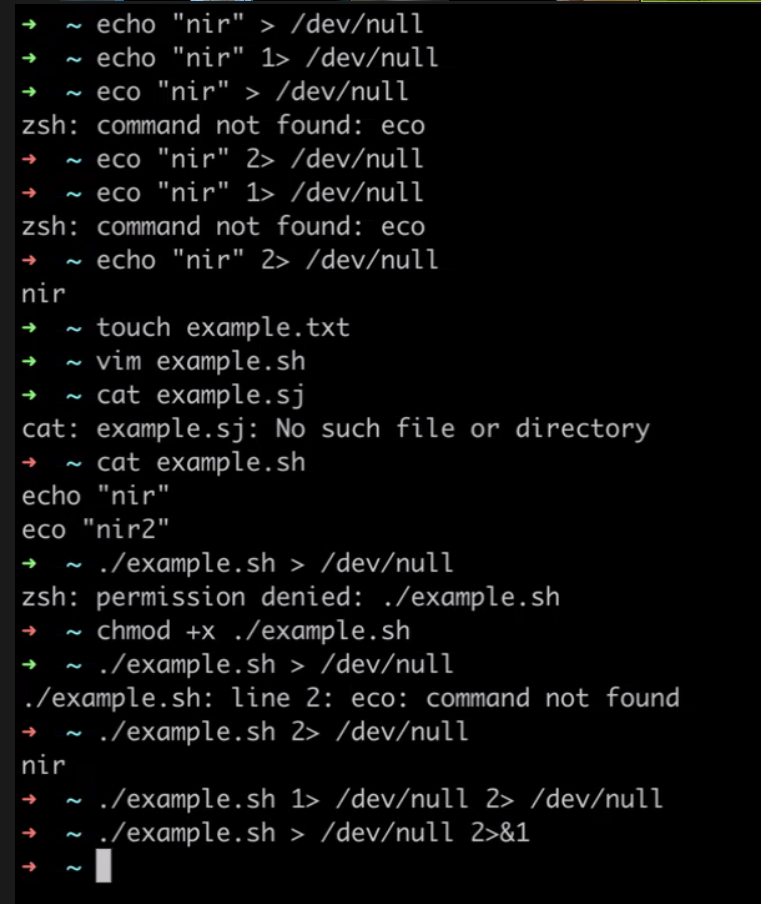 ➜  ~ echo "nir" > /dev/null
➜  ~ echo "nir" 1> /dev/null
➜  ~ eco "nir" > /dev/null
zsh: command not found: eco
➜  ~ eco "nir" 2> /dev/null
➜  ~ eco "nir" 1> /dev/null
zsh: command not found: eco
➜  ~ echo "nir" 2> /dev/null
nir
➜  ~ touch example.txt
➜  ~ vim example.sh
➜  ~ cat example.sj
cat: example.sj: No such file or directory
➜  ~ cat example.sh
echo "nir"
eco "nir2"
➜  ~ ./example.sh > /dev/null
zsh: permission denied: ./example.sh
➜  ~ chmod +x ./example.sh
➜  ~ ./example.sh > /dev/null
./example.sh: line 2: eco: command not found
➜  ~ ./example.sh 2> /dev/null
nir
➜  ~ ./example.sh 1> /dev/null 2> /dev/null
➜  ~ ./example.sh > /dev/null 2>&1
➜  ~